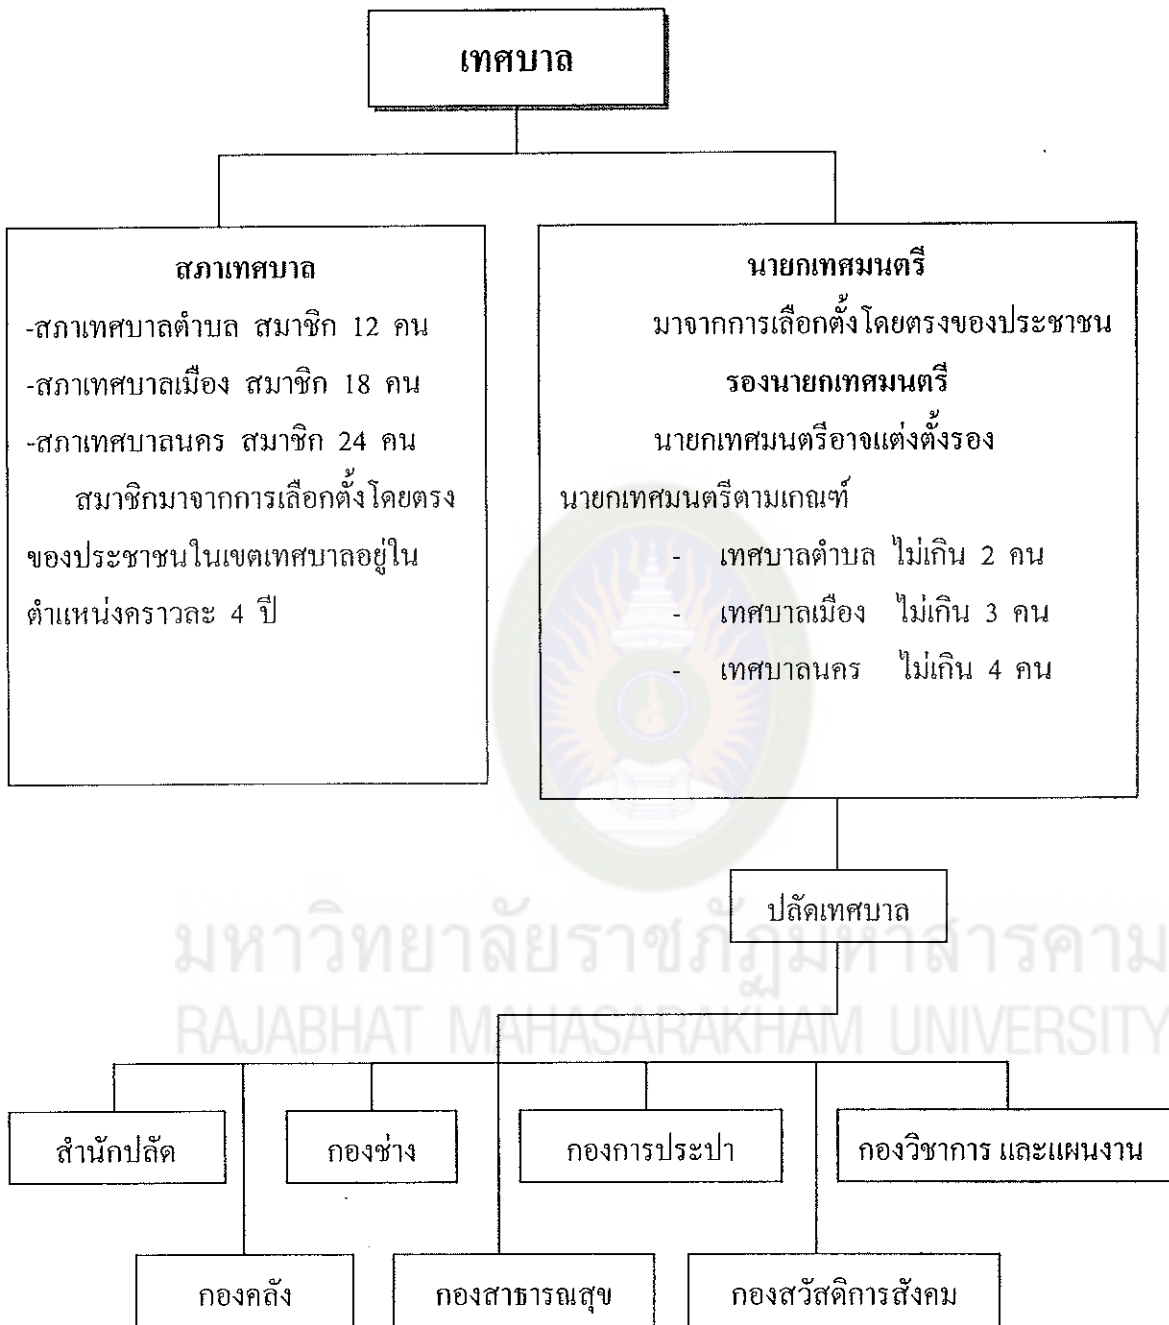 เทศบาล
สภาเทศบาล
-สภาเทศบาลตำบล สมาชิก 12 คน
-สภาเทศบาลเมือง สมาชิก 18 คน
-สภาเทศบาลนคร สมาชิก 24 คน
สมาชิกมาจากการเลือกตั้งโดยตรง
ของประชาชนในเขตเทศบาลอยู่ใน
ตำแหน่งคราวละ 4 ปี
นายกเทศมนตรี
มาจากการเลือกตั้งโดยตรงของประชาชน
รองนายกเทศมนตรี
นายกเทศมนตรีอาจแต่งตั้งรอง
นายกเทศมนตรีตามเกณฑ์
- เทศบาลตำบล ไม่เกิน 2 คน
- เทศบาลเมือง ไม่เกิน 3 คน
- เทศบาลนคร ไม่เกิน 4 คน
ปลัดเทศบาล
มหาวิทยาลัยราชภัฏมหาสารคาม
RAJABHAT MAHASARAKHAM UNIVERSITY
สำนักปลัด
กองช่าง
กองการประปา
กองวิชาการ และแผนงาน
กองคลัง
กองสาธารณสุข
กองสวัสดิการสังคม